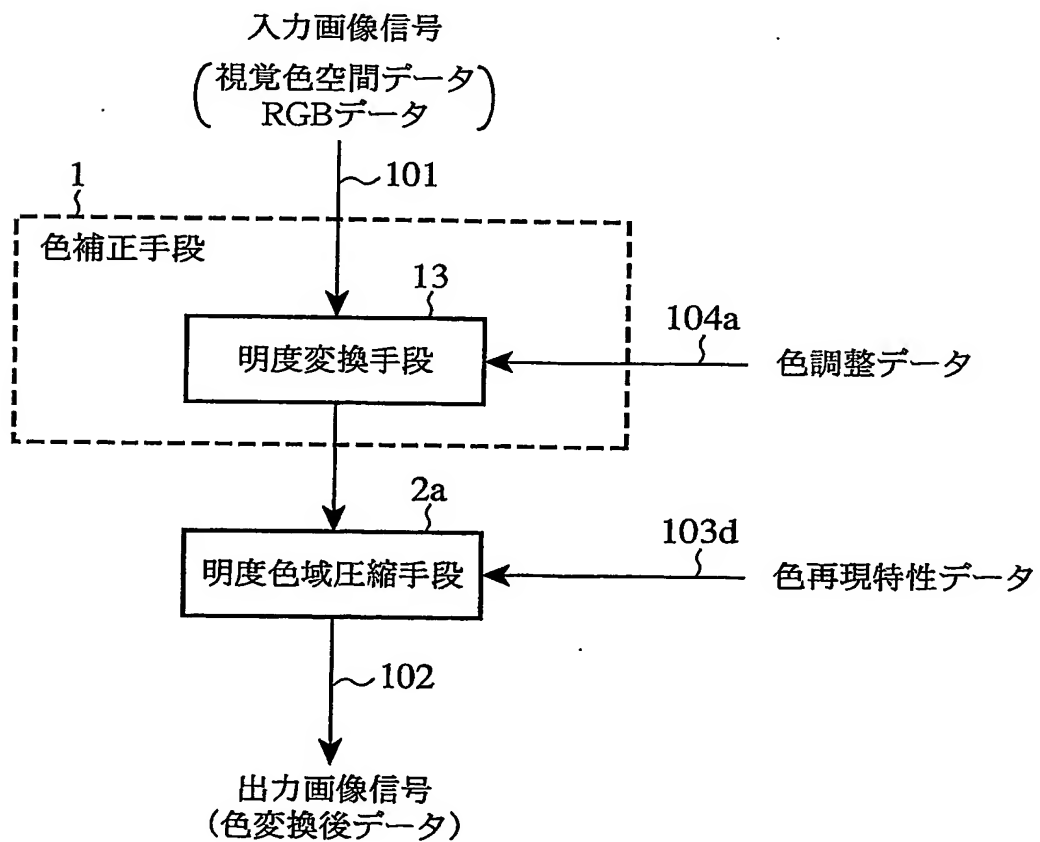 入力画像信号
(視覚色空間データ
RGBデータ)
101
1
色補正手段
13
明度変換手段
104a
色調整データ
2a
明度色域圧縮手段
103d
色再現特性データ
102
出力画像信号
(色変換後データ)